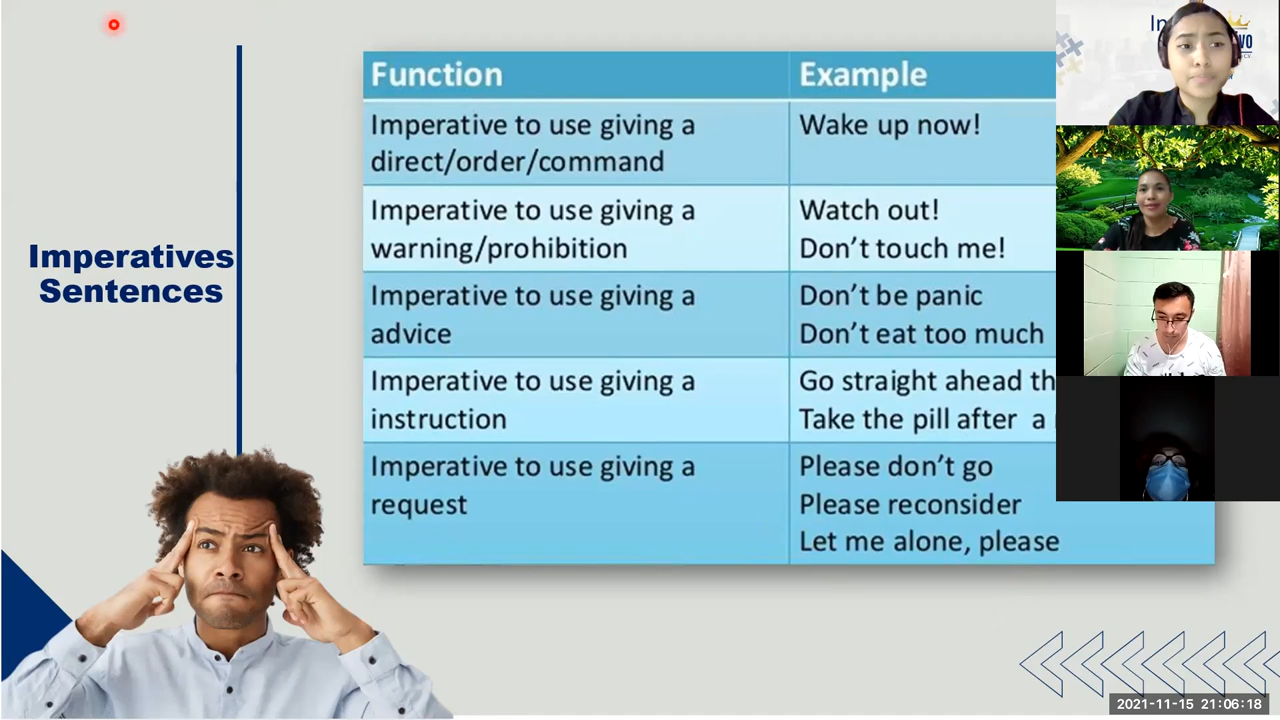 Imperatives
Sentences
Function Example
Imperative to use giving a
direct/order/command
Wake up now!
Imperative to use giving a
warning/prohibition
Watch out!
Don’t touch me!
Imperative to use giving a
advice
Don’t be panic
Don’t eat too much
Imperative to use giving a
instruction
Go straight ahead th
Take the pill after a
Imperative to use giving a
request
Please don’t go
Please reconsider
Let me alone, please
2021-11-15 21:06:18